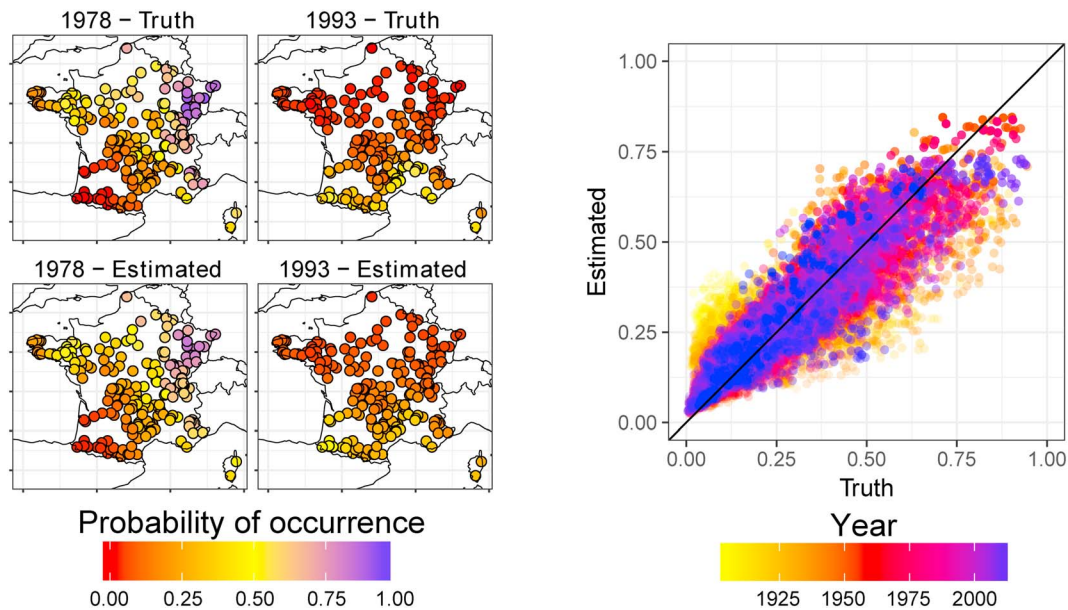 1978 – Truth
1993 – Truth
1978 – Estimated
1993 – Estimated
Probability of occurrence
0.00 0.25 0.50 0.75 1.00
1.00
0.75
0.50
0.25
0.00
Estimated
0.00 0.25 0.50 0.75 1.00
Truth
Year
1925 1950 1975 2000